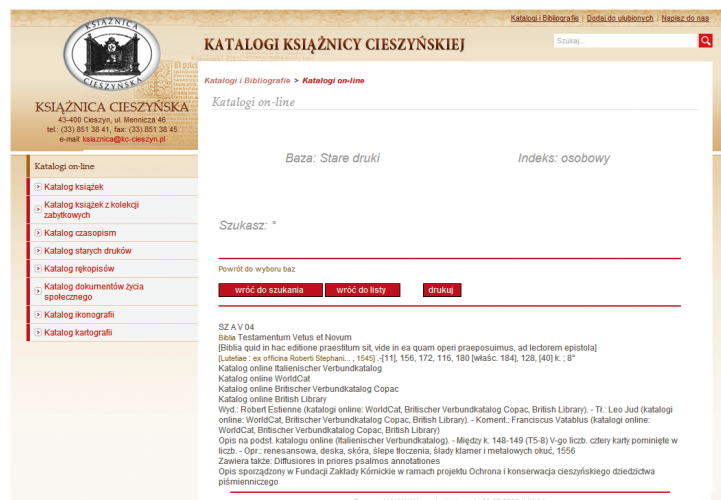 Katalogi i Bibliografie | Dodaj do ulubionych | Napisz do nas
KSIĄŻNICA
CIESZYŃSKA
KATALOGI KSIĄŻNICY CIESZYŃSKIEJ
Szukaj...
Katalogi i Bibliografie > Katalogi on-line
Katalogi on-line
KSIĄŻNICA CIESZYŃSKA
43-400 Cieszyn, ul. Mennicza 46
tel.: (33) 851 38 41, fax: (33) 851 38 45
e-mail: ksiaznica@kc-cieszyn.pl
Katalogi on-line
Katalog książek
Katalog książek z kolekcji
zabytkowych
Katalog czasopism
Katalog starych druków
Katalog rękopisów
Katalog dokumentów życia
społecznego
Katalog ikonografii
Katalog kartografii
Baza: Stare druki
Indeks: osobowy
Szukasz: *
Powrót do wyboru baz
wróć do szukania
wróć do listy
drukuj
SZ A V 04
Biblia Testamentum Vetus et Novum
[Biblia quid in hac editione praestitum sit, vide in ea quam operi praeposuimus, ad lectorem epistola]
[Lutetiae : ex officina Roberti Stephani... , 1545] .-[11], 156, 172, 116, 180 [właśc. 184], 128, [40] k. ; 8°
Katalog online Italienischer Verbundkatalog
Katalog online WorldCat
Katalog online Britischer Verbundkatalog Copac
Katalog online British Library
Wyd.: Robert Estienne (katalogi online: WorldCat, Britischer Verbundkatalog Copac, British Library). - Tł.: Leo Jud (katalogi
online: WorldCat, Britischer Verbundkatalog Copac, British Library). - Koment.: Franciscus Vatablus (katalogi online:
WorldCat, Britischer Verbundkatalog Copac, British Library)
Opis na podst. katalogu online (Italienischer Verbundkatalog). - Między k. 148-149 (T5-8) V-go liczb. cztery karty pominięte w
liczb. - Opr.: renesansowa, deska, skóra, ślepe tłoczenia, ślady klamer i metalowych okuć, 1556
Zawiera także: Diffusiores in priores psalmos annotationes
Opis sporządzony w Fundacji Zakłady Kórnickie w ramach projektu Ochrona i konserwacja cieszyńskiego dziedzictwa
piśmienniczego